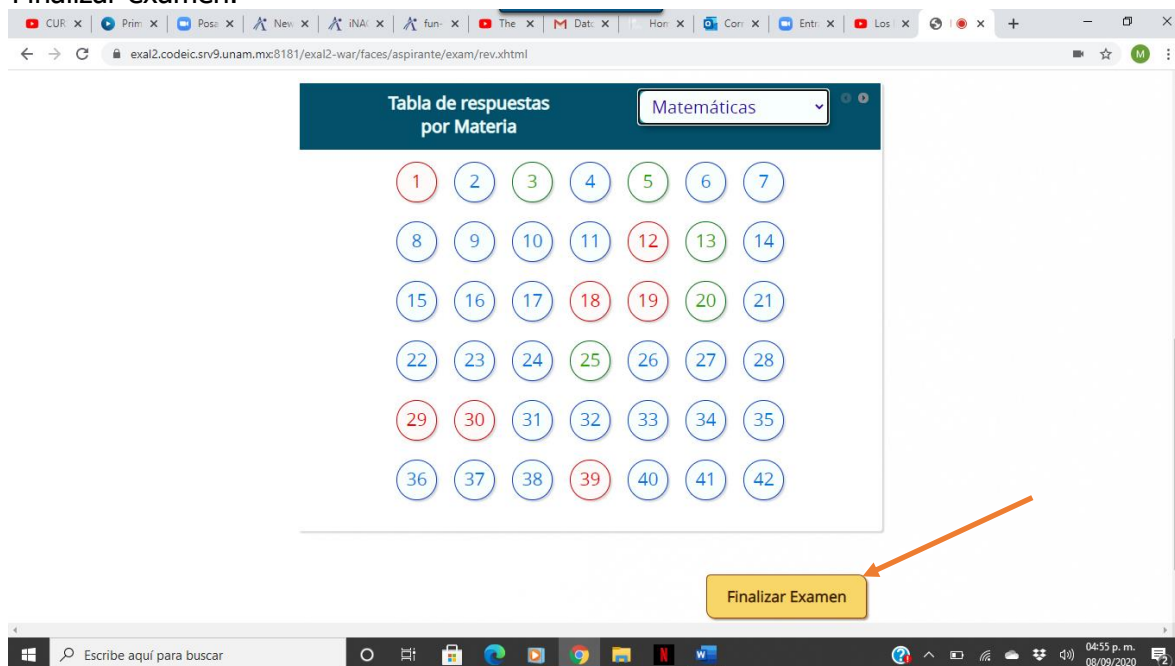 Finalizar examen.
CUR
Prim
Posa
New
iNAC
fun-
The
M Datc
Hom
Corr
Entr
Los
exal2.codeic.srv9.unam.mx:8181/exal2-war/faces/aspirante/exam/rev.xhtml
M
Tabla de respuestas
por Materia
Matemáticas
1 2 3 4 5 6 7
8 9 10 11 12 13 14
15 16 17 18 19 20 21
22 23 24 25 26 27 28
29 30 31 32 33 34 35
36 37 38 39 40 41 42
Finalizar Examen
Escribe aquí para buscar
04:55 p. m.
08/09/2020